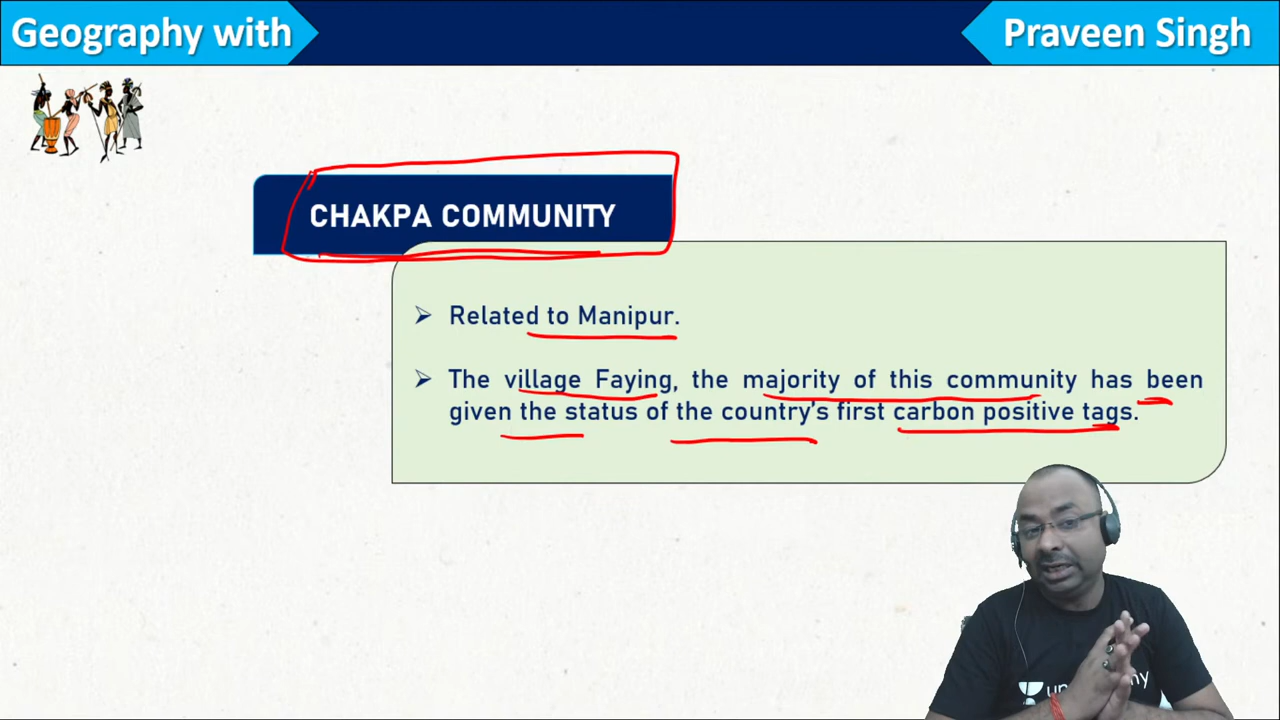 Geography with
Praveen Singh
CHAKPA COMMUNITY
➢ Related to Manipur.
➢ The village Faying, the majority of this community has been
given the status of the country's first carbon positive tags.